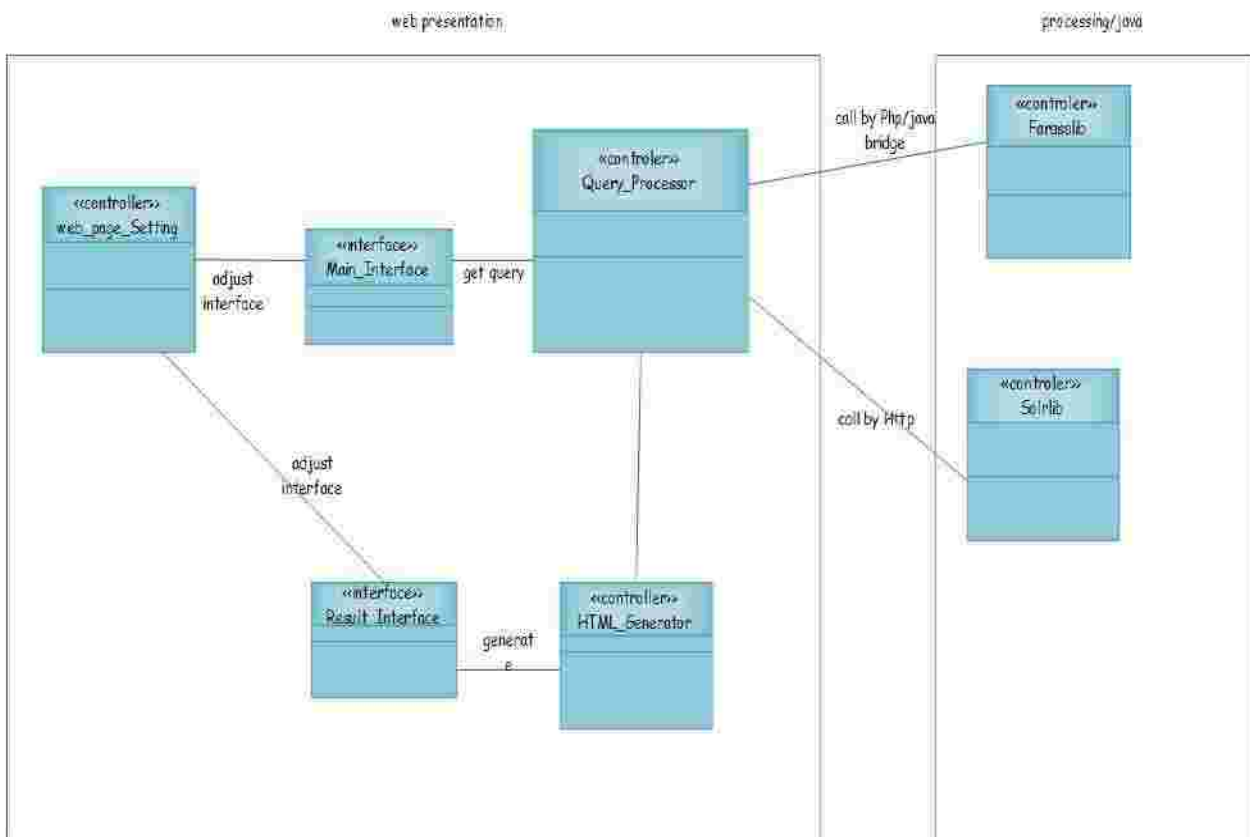 web presentation
processing/java
«controler»
Farasalib
call by Php/java
bridge
«controler»
Query_Processor
«controller»
web_page_Setting
«interface»
Main_Interface
adjust
interface
get query
«controler»
Solrlib
call by Http
adjust
interface
«interface»
Result_Interface
«controller»
HTML_Generator
generat
e